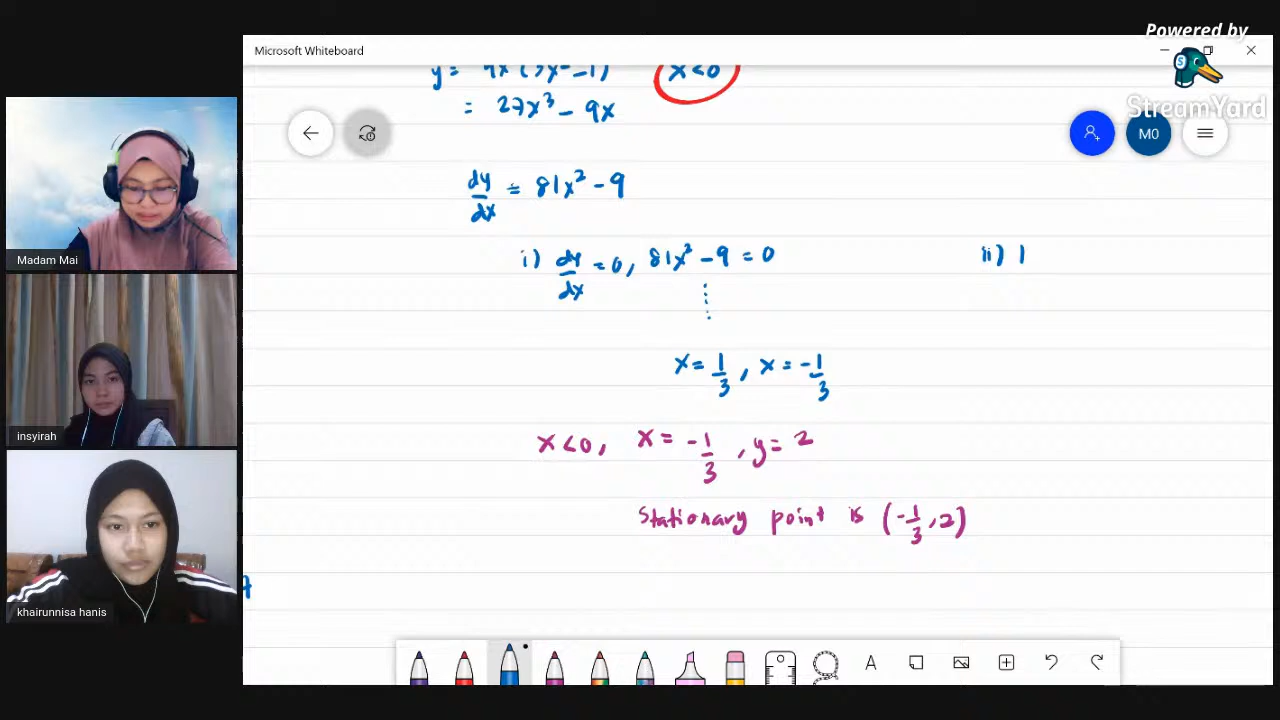 Powered by
StreamYard
Microsoft Whiteboard
x<0
= 27x³ − 9x
M0
dy/dx = 81x² − 9
i) dy/dx = 0, 81x² − 9 = 0
ii) 1
x = 1/3, x = -1/3
x<0, x = -1/3, y = 2
Stationary point is (-1/3, 2)
Madam Mai
insyirah
khairunnisa hanis
A